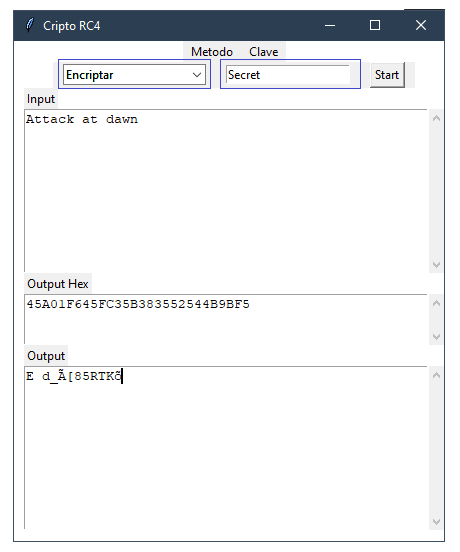 Cripto RC4
Metodo Clave
Encriptar Secret Start
Input
Attack at dawn
Output Hex
45A01F645FC35B383552544B9BF5
Output
E d_Ã[85RTKõ